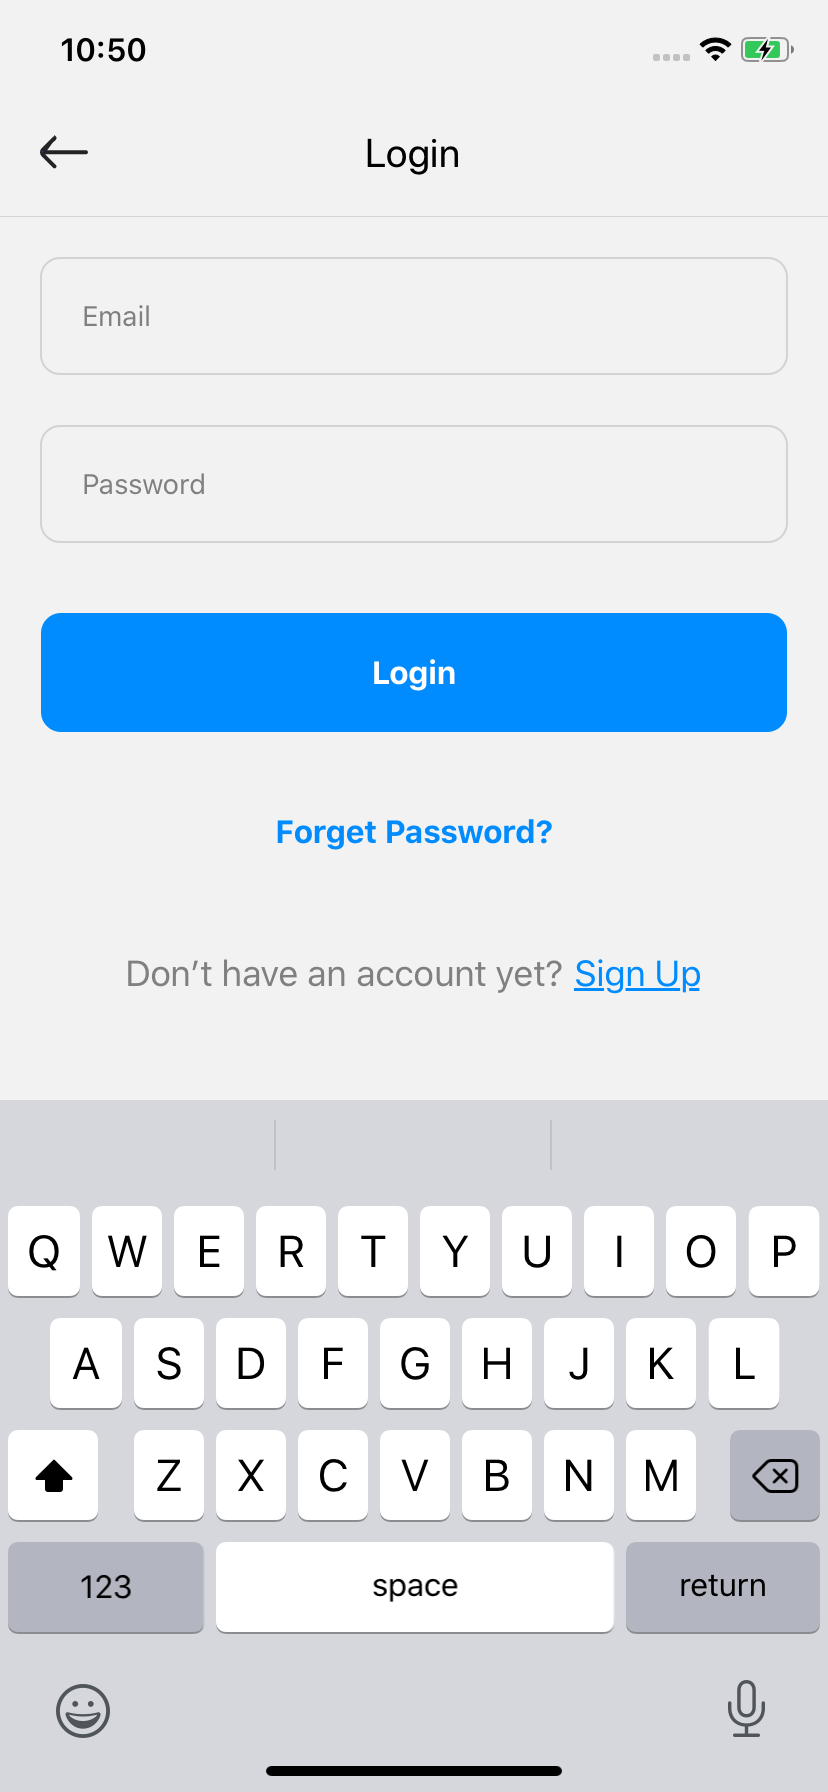 10:50
Login
Email
Password
Login
Forget Password?
Don’t have an account yet? Sign Up
Q W E R T Y U I O P
A S D F G H J K L
Z X C V B N M
123 space return